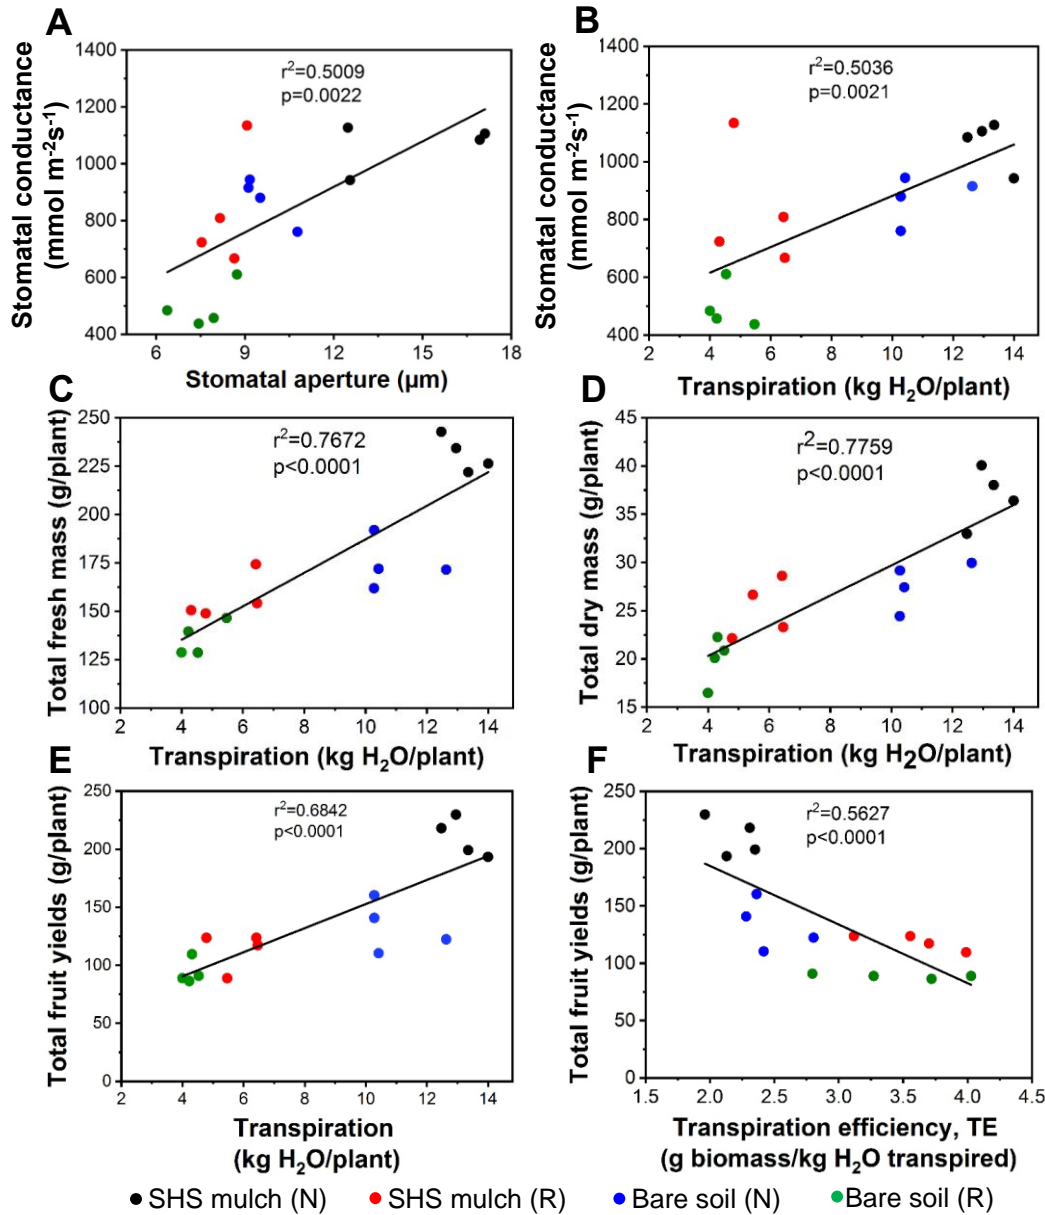 A
Stomatal conductance
(mmol m⁻²s⁻¹)
1400
1200
1000
800
600
400
r²=0.5009
p=0.0022
6
9
12
15
18
Stomatal aperture (µm)
B
Stomatal conductance
(mmol m⁻²s⁻¹)
1400
1200
1000
800
600
400
r²=0.5036
p=0.0021
2
4
6
8
10
12
14
Transpiration (kg H₂O/plant)
C
Total fresh mass (g/plant)
250
225
200
175
150
125
100
r²=0.7672
p<0.0001
2
4
6
8
10
12
14
Transpiration (kg H₂O/plant)
D
Total dry mass (g/plant)
45
40
35
30
25
20
15
r2=0.7759
p<0.0001
2
4
6
8
10
12
14
Transpiration (kg H2O/plant)
E
Total fruit yields (g/plant)
250
200
150
100
50
0
r²=0.6842
p<0.0001
2
4
6
8
10
12
14
Transpiration
(kg H₂O/plant)
F
Total fruit yields (g/plant)
250
200
150
100
50
0
r²=0.5627
p<0.0001
1.5
2.0
2.5
3.0
3.5
4.0
4.5
Transpiration efficiency, TE
(g biomass/kg H₂O transpired)
SHS mulch (N)
SHS mulch (R)
Bare soil (N)
Bare soil (R)